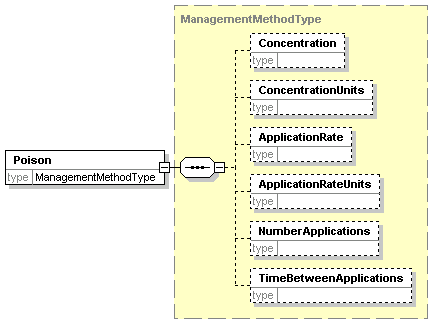 ManagementMethodType
Concentration
type
ConcentrationUnits
type
ApplicationRate
type
Poison
type ManagementMethodType
ApplicationRateUnits
type
NumberApplications
type
TimeBetweenApplications
type